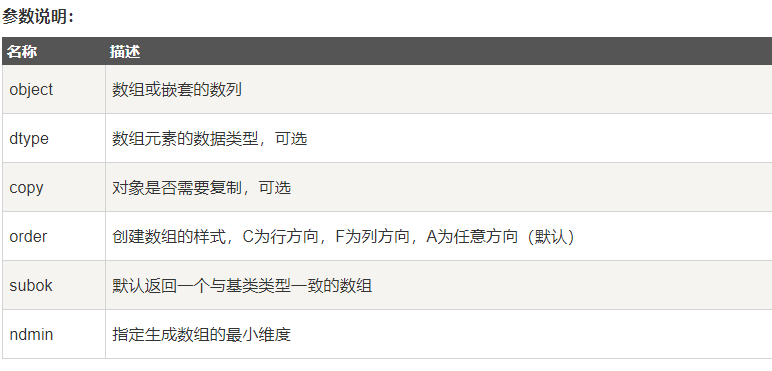 参数说明：
名称 描述
object 数组或嵌套的数列
dtype 数组元素的数据类型，可选
copy 对象是否需要复制，可选
order 创建数组的样式，C为行方向，F为列方向，A为任意方向（默认）
subok 默认返回一个与基类类型一致的数组
ndmin 指定生成数组的最小维度